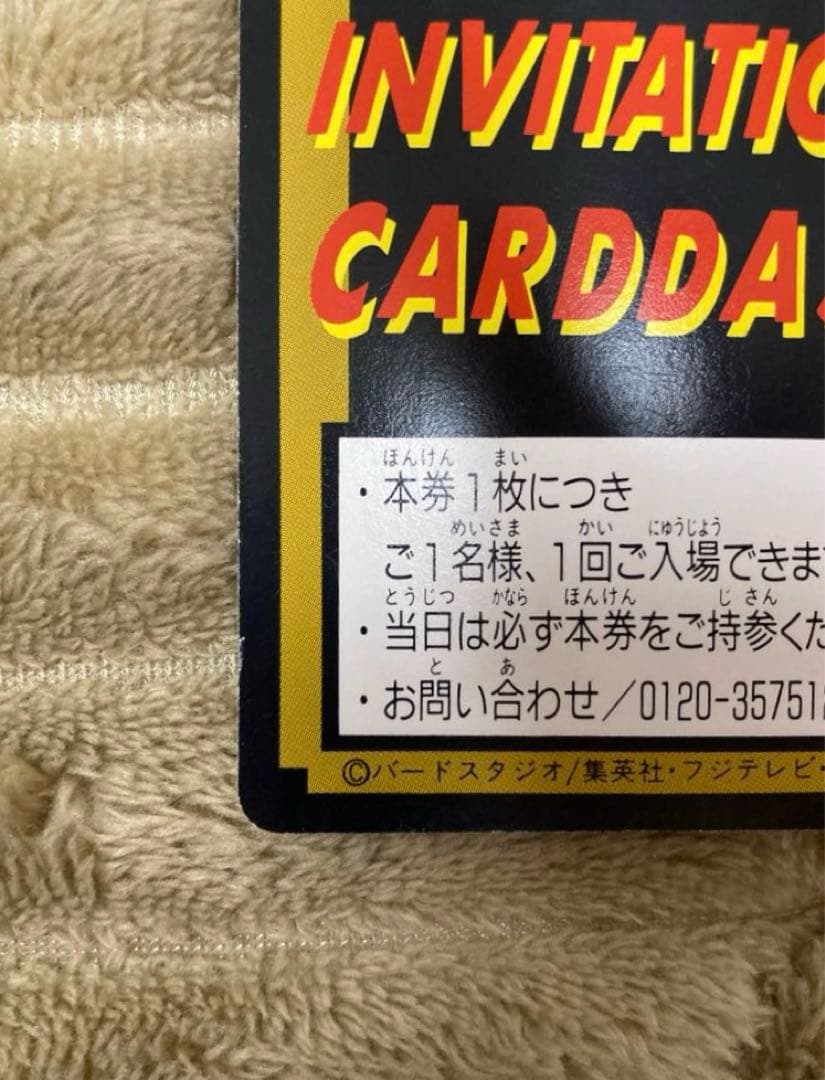 INVITATIO
CARDDAS
ほんけん まい
・本券1枚につき
めいさま かい にゅうじょう
ご1名様、1回ご入場できま
とうじつ かなら ほんけん じさん
・当日は必ず本券をご持参くだ
と あ
・お問い合わせ/0120-357512
©バードスタジオ/集英社・フジテレビ・